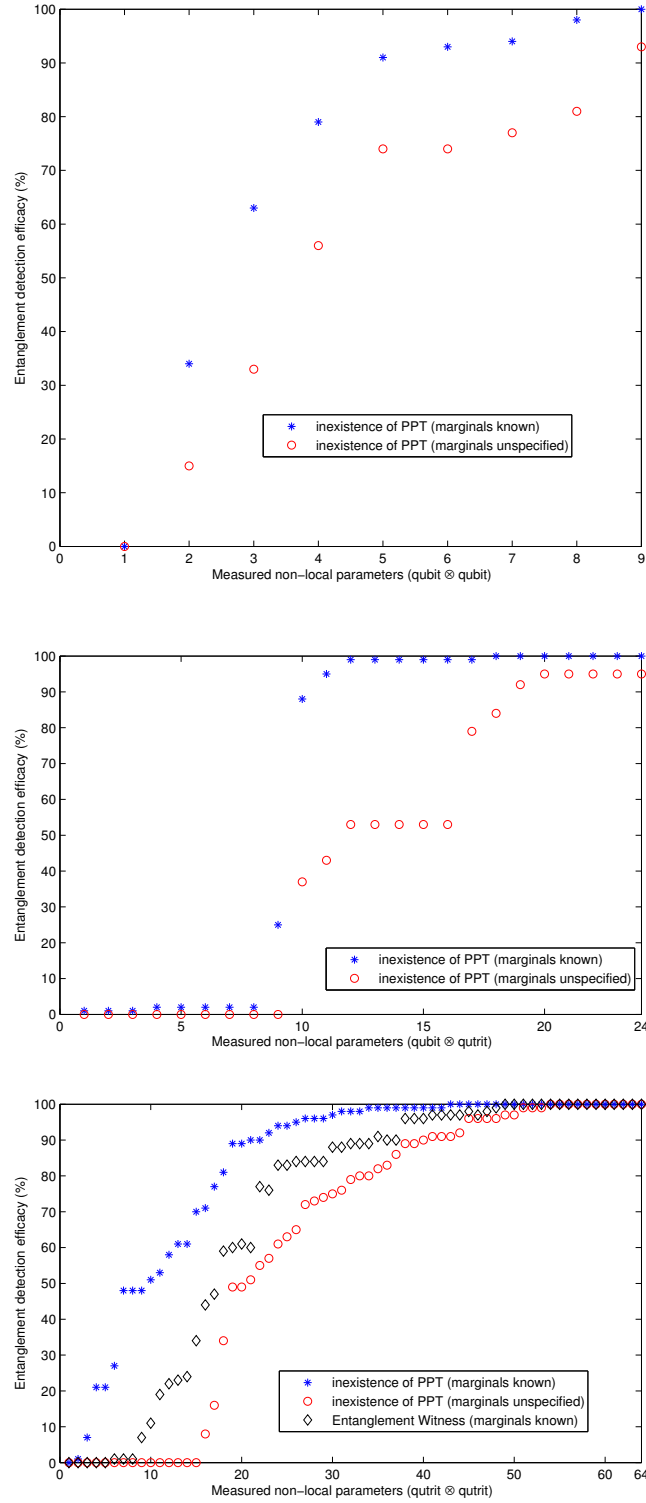 100
90
80
70
60
50
40
30
20
10
0
Entanglement detection efficacy (%)
inexistence of PPT (marginals known)
inexistence of PPT (marginals unspecified)
0 1 2 3 4 5 6 7 8 9
Measured non-local parameters (qubit ⊗ qubit)
100
90
80
70
60
50
40
30
20
10
0
Entanglement detection efficacy (%)
inexistence of PPT (marginals known)
inexistence of PPT (marginals unspecified)
0 5 10 15 20 24
Measured non-local parameters (qubit ⊗ qutrit)
100
90
80
70
60
50
40
30
20
10
0
Entanglement detection efficacy (%)
inexistence of PPT (marginals known)
inexistence of PPT (marginals unspecified)
Entanglement Witness (marginals known)
0 10 20 30 40 50 60 64
Measured non-local parameters (qutrit ⊗ qutrit)